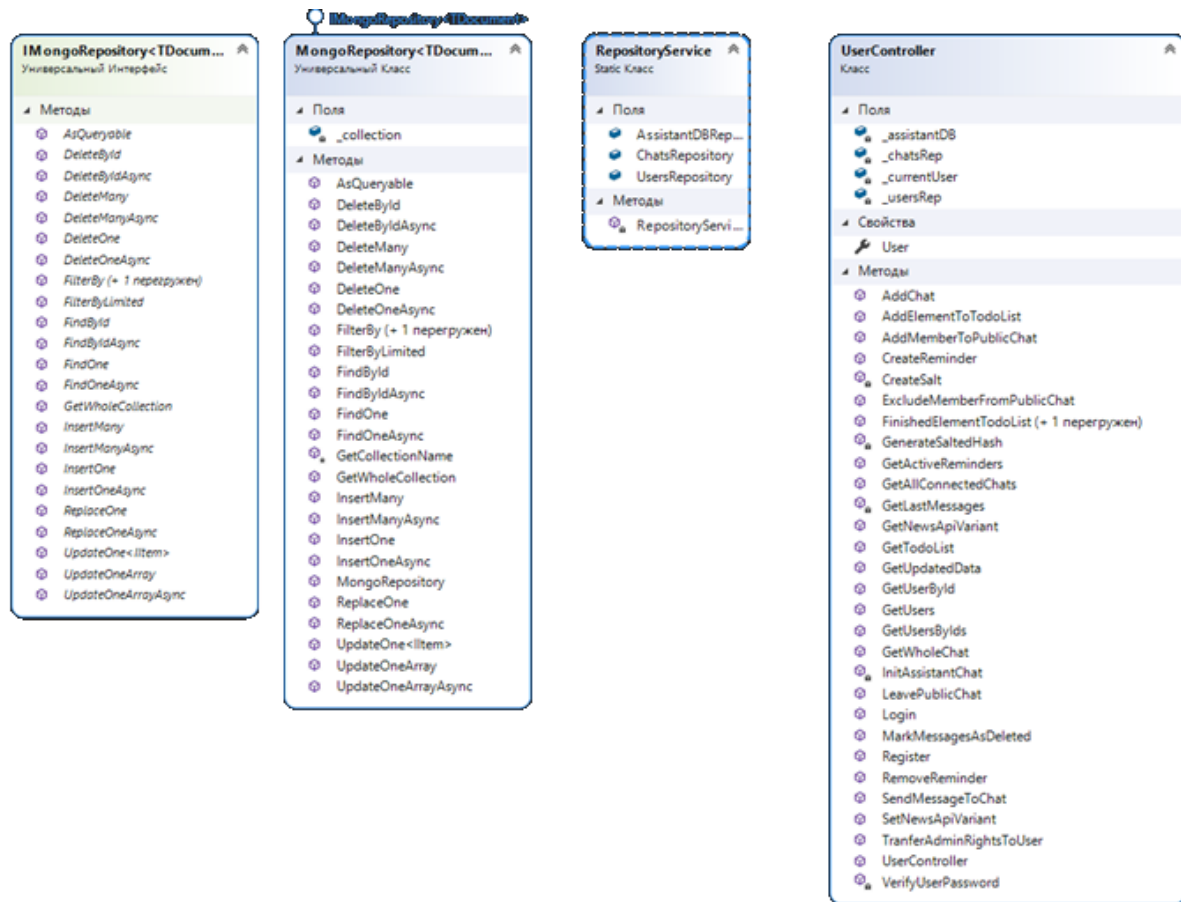 IMongoRepository<TDocument>
IMongoRepository<TDocum...
Универсальный Интерфейс
Методы
AsQueryable
DeleteById
DeleteByIdAsync
DeleteMany
DeleteManyAsync
DeleteOne
DeleteOneAsync
FilterBy (+ 1 перегружен)
FilterByLimited
FindById
FindByIdAsync
FindOne
FindOneAsync
GetWholeCollection
InsertMany
InsertManyAsync
InsertOne
InsertOneAsync
ReplaceOne
ReplaceOneAsync
UpdateOne<IItem>
UpdateOneArray
UpdateOneArrayAsync
MongoRepository<TDocum...
Универсальный Класс
Поля
_collection
Методы
AsQueryable
DeleteById
DeleteByIdAsync
DeleteMany
DeleteManyAsync
DeleteOne
DeleteOneAsync
FilterBy (+ 1 перегружен)
FilterByLimited
FindById
FindByIdAsync
FindOne
FindOneAsync
GetCollectionName
GetWholeCollection
InsertMany
InsertManyAsync
InsertOne
InsertOneAsync
MongoRepository
ReplaceOne
ReplaceOneAsync
UpdateOne<IItem>
UpdateOneArray
UpdateOneArrayAsync
RepositoryService
Static Класс
Поля
AssistantDBRep...
ChatsRepository
UsersRepository
Методы
RepositoryServi...
UserController
Класс
Поля
_assistantDB
_chatsRep
_currentUser
_usersRep
Свойства
User
Методы
AddChat
AddElementToTodoList
AddMemberToPublicChat
CreateReminder
CreateSalt
ExcludeMemberFromPublicChat
FinishedElementTodoList (+ 1 перегружен)
GenerateSaltedHash
GetActiveReminders
GetAllConnectedChats
GetLastMessages
GetNewsApiVariant
GetTodoList
GetUpdatedData
GetUserById
GetUsers
GetUsersByIds
GetWholeChat
InitAssistantChat
LeavePublicChat
Login
MarkMessagesAsDeleted
Register
RemoveReminder
SendMessageToChat
SetNewsApiVariant
TranferAdminRightsToUser
UserController
VerifyUserPassword